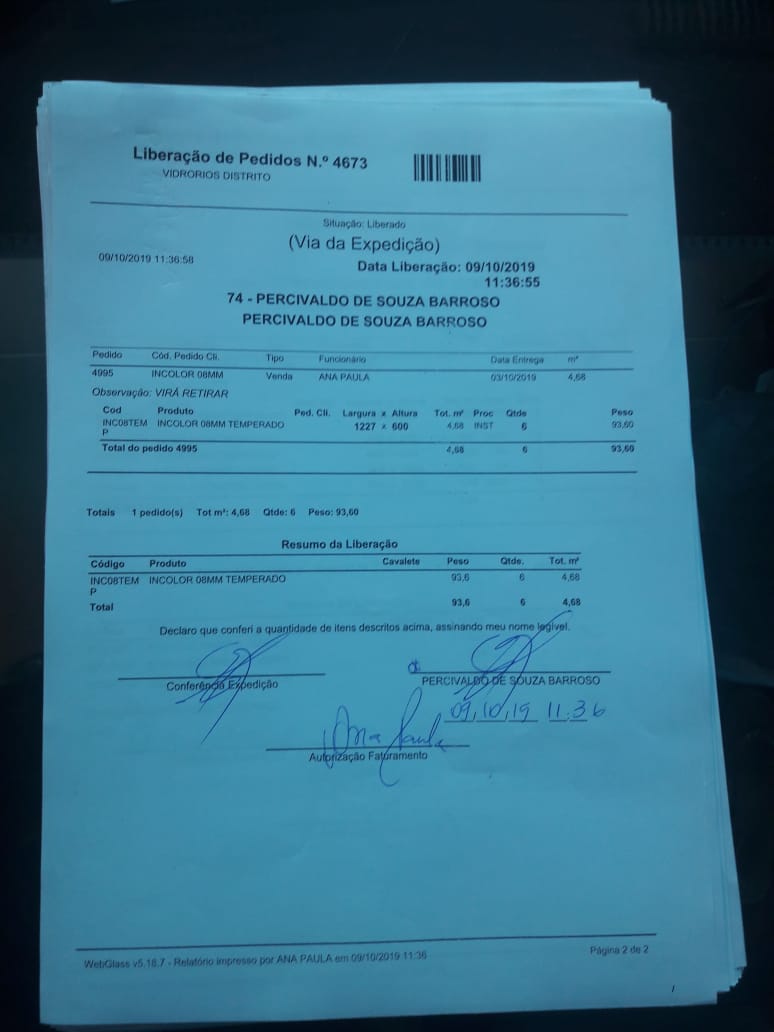 Liberação de Pedidos N.º 4673
VIDRORIOS DISTRITO
Situação: Liberado
(Via da Expedição)
09/10/2019 11:36:58
Data Liberação: 09/10/2019
11:36:55
74 - PERCIVALDO DE SOUZA BARROSO
PERCIVALDO DE SOUZA BARROSO
Pedido Cód. Pedido Cli. Tipo Funcionário Data Entrega m²
4995 INCOLOR 08MM Venda ANA PAULA 03/10/2019 4,68
Observação: VIRÁ RETIRAR
Cod Produto Ped. Cli. Largura x Altura Tot. m² Proc Qtde Peso
INC08TEM INCOLOR 08MM TEMPERADO 1227 x 600 4,68 INST 6 93,60
P
Total do pedido 4995 4,68 6 93,60
Totais 1 pedido(s) Tot m²: 4,68 Qtde: 6 Peso: 93,60
Resumo da Liberação
Código Produto Cavalete Peso Qtde. Tot. m²
INC08TEM INCOLOR 08MM TEMPERADO 93,6 6 4,68
P
Total 93,6 6 4,68
Declaro que conferi a quantidade de itens descritos acima, assinando meu nome legível.
Conferência Expedição
PERCIVALDO DE SOUZA BARROSO
09,10,19 11:36
Ana Paula
Autorização Faturamento
WebGlass v5.18.7 - Relatório impresso por ANA PAULA em 09/10/2019 11:36
Página 2 de 2